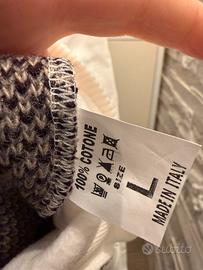 100% COTONE
SIZE
L
MADE IN ITALY
subito